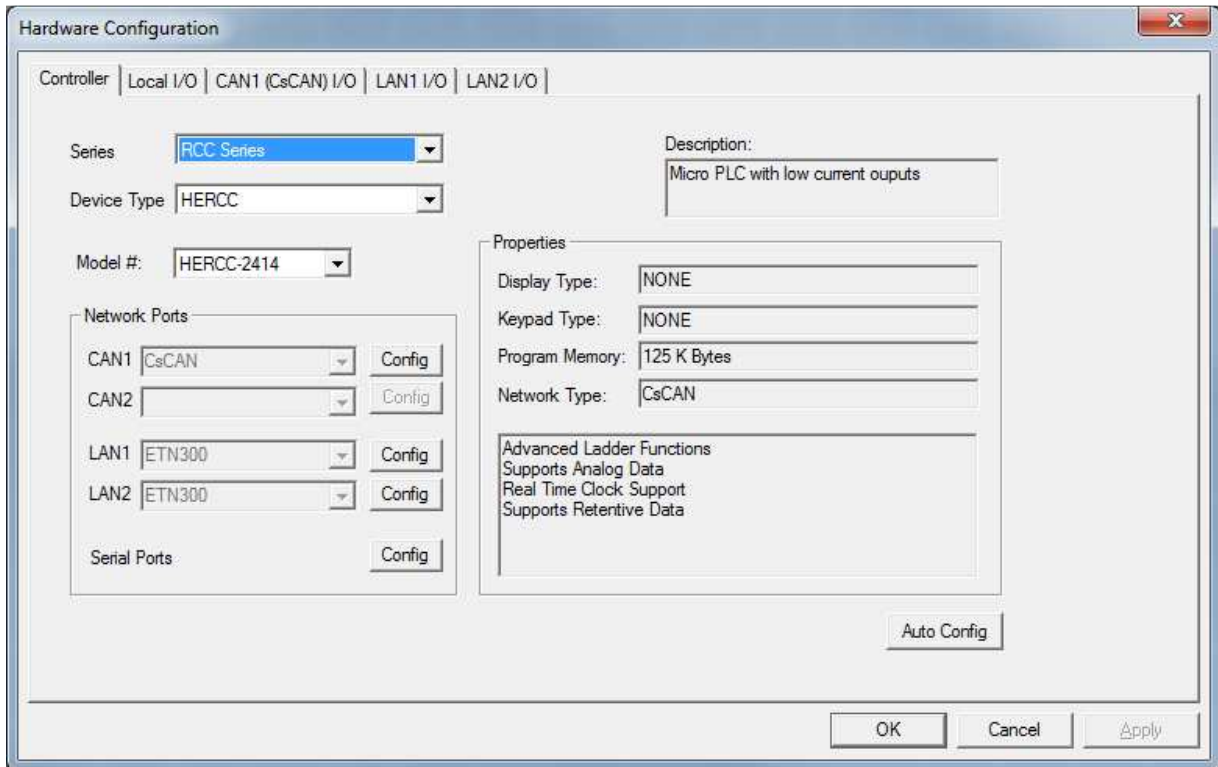 Hardware Configuration
x
Controller Local I/O CAN1 (CsCAN) I/O LAN1 I/O LAN2 I/O
Series RCC Series
Device Type HERCC
Model #: HERCC-2414
Description:
Micro PLC with low current ouputs
Network Ports
CAN1 CsCAN Config
CAN2 Config
LAN1 ETN300 Config
LAN2 ETN300 Config
Serial Ports Config
Properties
Display Type: NONE
Keypad Type: NONE
Program Memory: 125 K Bytes
Network Type: CsCAN
Advanced Ladder Functions
Supports Analog Data
Real Time Clock Support
Supports Retentive Data
Auto Config
OK Cancel Apply